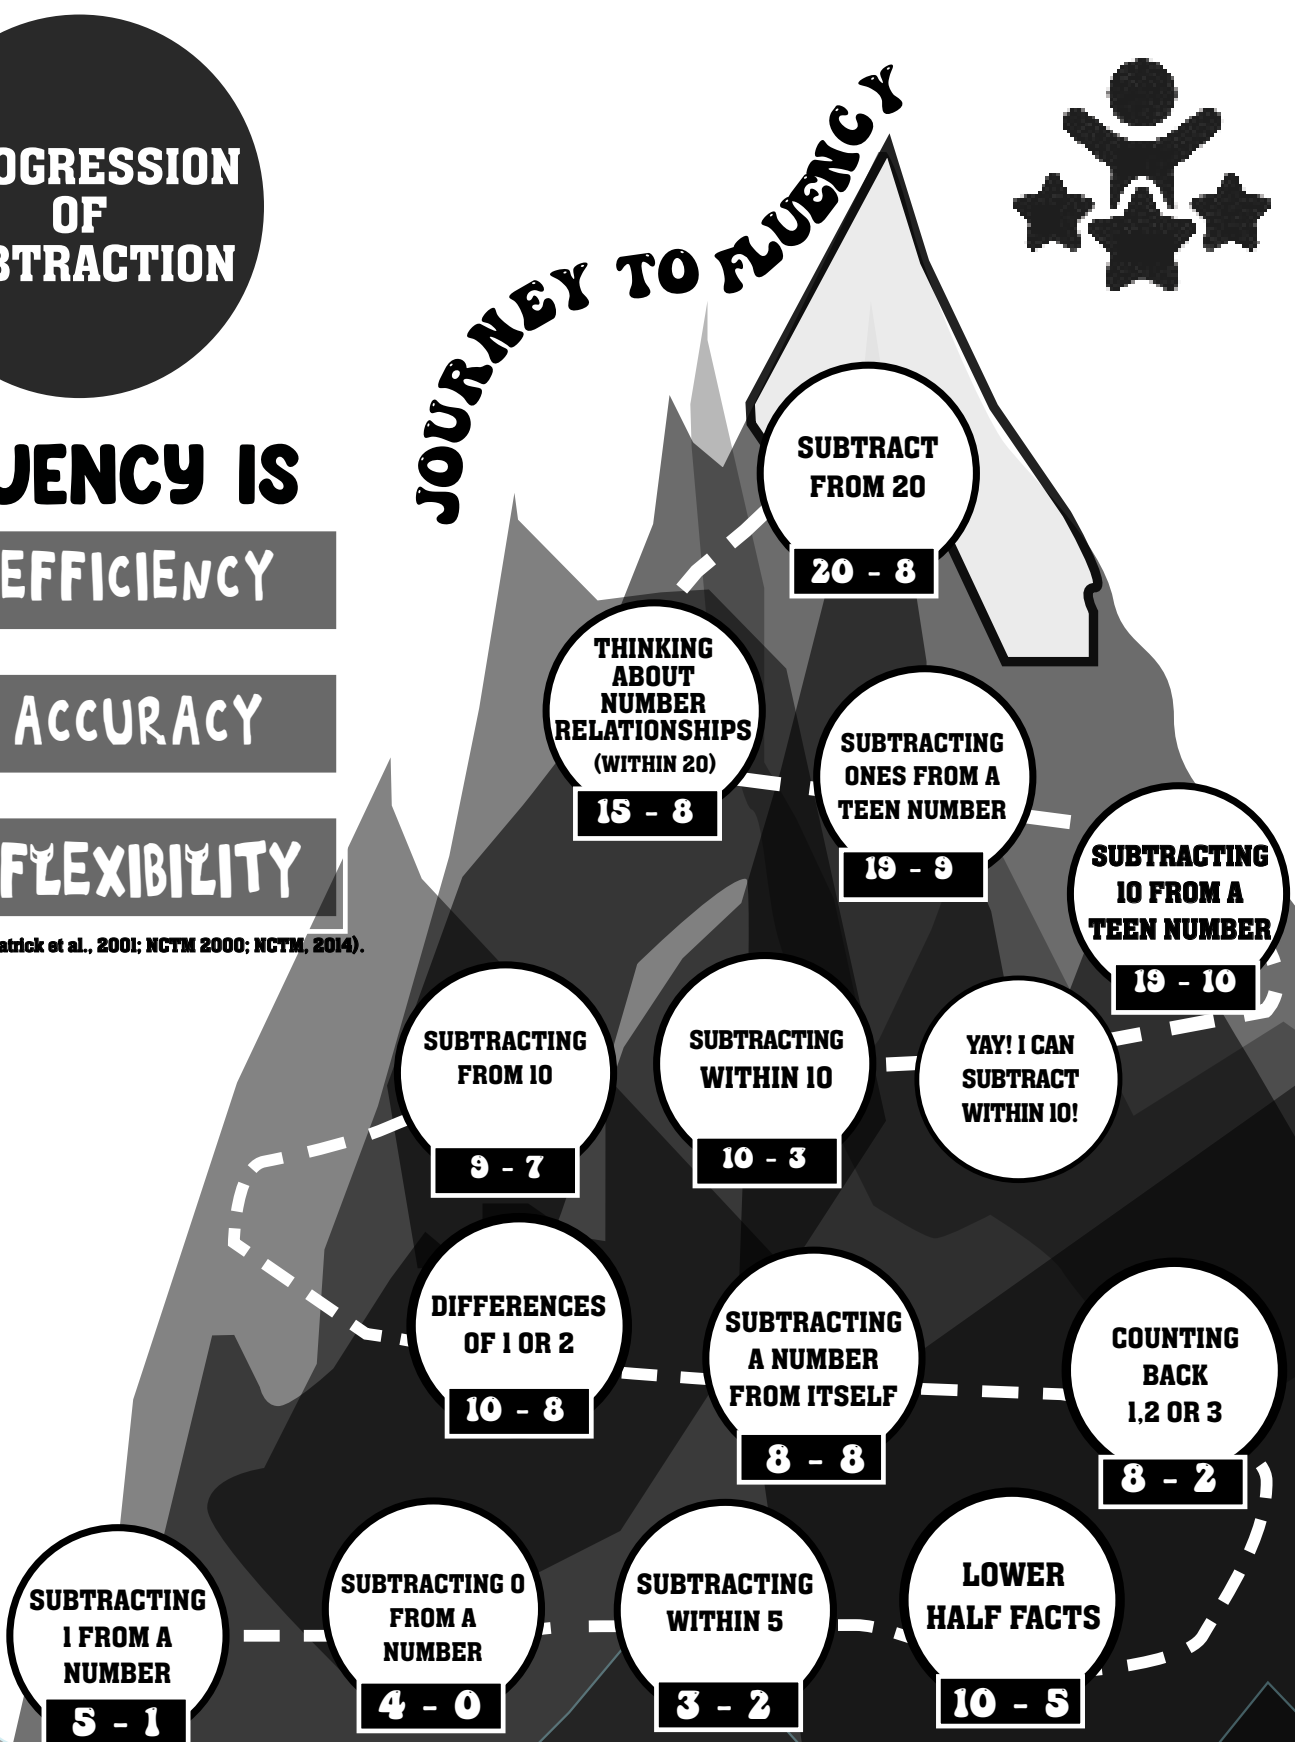 OGRESSION
OF
BTRACTION
UENCY IS
EFFICIENCY
ACCURACY
FLEXIBILITY
atrick et al., 2001; NCTM 2000; NCTM, 2014).
JOURNEY TO FLUENCY
SUBTRACT
FROM 20
20 - 8
THINKING
ABOUT
NUMBER
RELATIONSHIPS
(WITHIN 20)
15 - 8
SUBTRACTING
ONES FROM A
TEEN NUMBER
19 - 9
SUBTRACTING
10 FROM A
TEEN NUMBER
19 - 10
SUBTRACTING
FROM 10
9 - 7
SUBTRACTING
WITHIN 10
10 - 3
YAY! I CAN
SUBTRACT
WITHIN 10!
DIFFERENCES
OF 1 OR 2
10 - 8
SUBTRACTING
A NUMBER
FROM ITSELF
8 - 8
COUNTING
BACK
1,2 OR 3
8 - 2
SUBTRACTING
1 FROM A
NUMBER
5 - 1
SUBTRACTING 0
FROM A
NUMBER
4 - 0
SUBTRACTING
WITHIN 5
3 - 2
LOWER
HALF FACTS
10 - 5